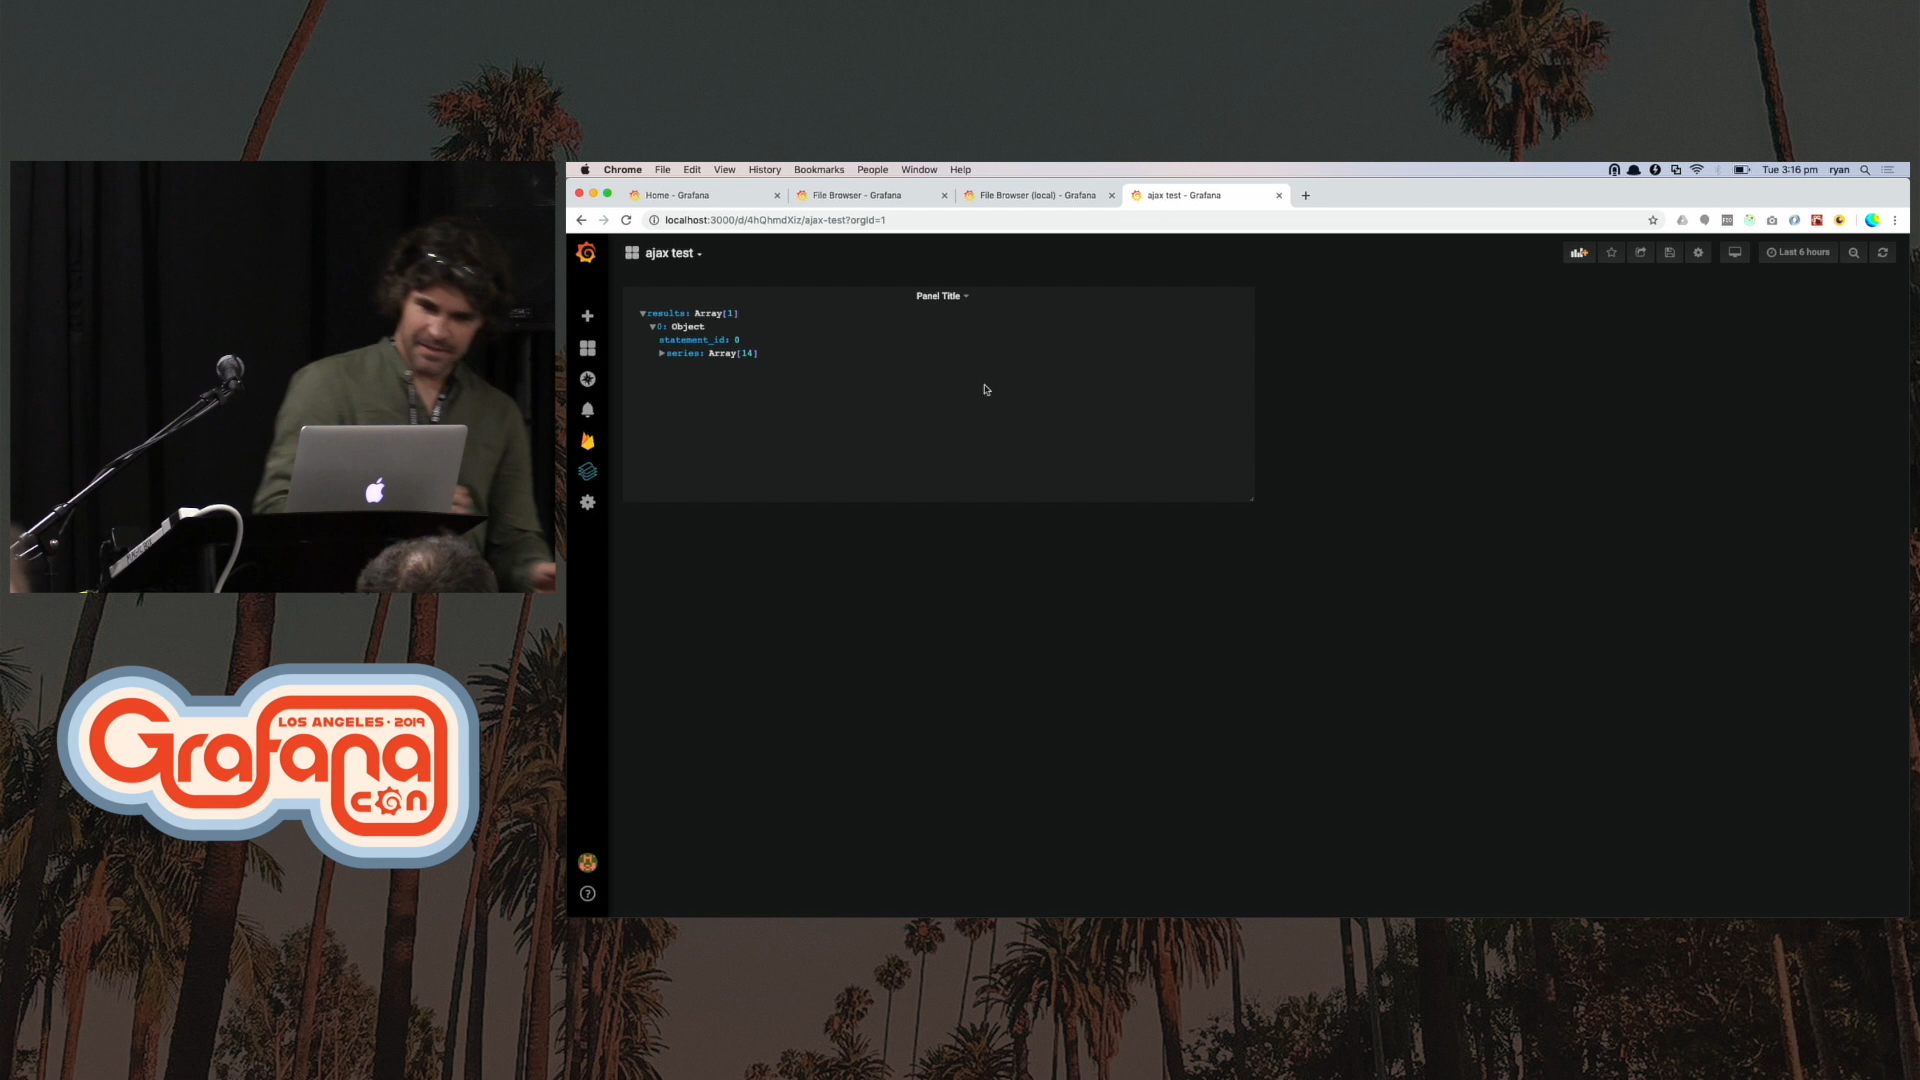 Chrome File Edit View History Bookmarks People Window Help Tue 3:16 pm ryan
Home - Grafana File Browser - Grafana File Browser (local) - Grafana ajax test - Grafana
localhost:3000/d/4hQhmdXiz/ajax-test?orgId=1
ajax test Last 6 hours
Panel Title
results: Array[1]
0: Object
statement_id: 0
series: Array[14]
MAGIC BOX
LOS ANGELES · 2019
Grafana
con